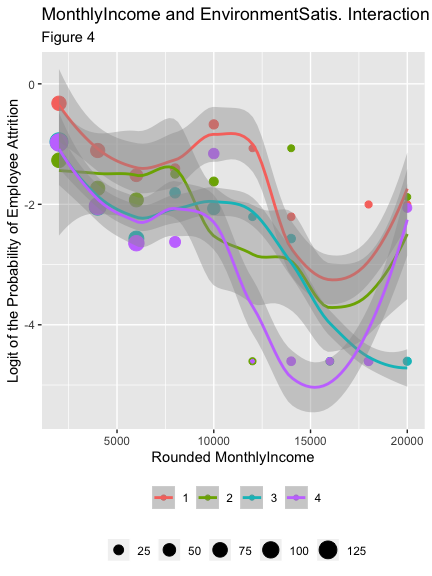 MonthlyIncome and EnvironmentSatis. Interaction
Figure 4
Logit of the Probability of Employee Attrition
0
-2
-4
5000 10000 15000 20000
Rounded MonthlyIncome
1 2 3 4
25 50 75 100 125